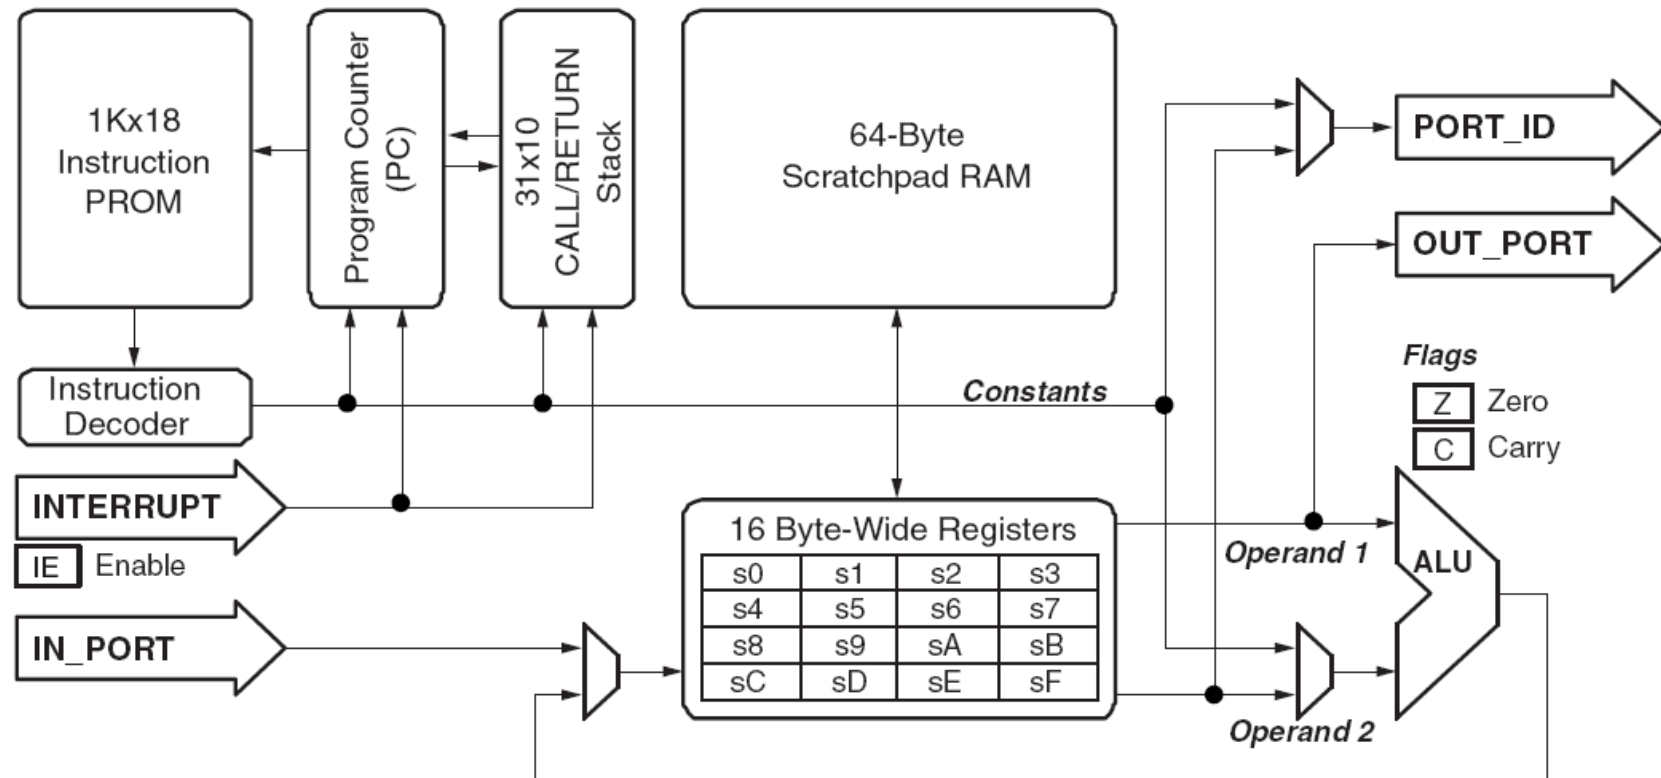 1Kx18
Instruction
PROM
Program Counter
(PC)
31x10
CALL/RETURN
Stack
64-Byte
Scratchpad RAM
PORT_ID
OUT_PORT
Instruction
Decoder
Constants
Flags
Z Zero
C Carry
INTERRUPT
IE Enable
IN_PORT
16 Byte-Wide Registers
s0 s1 s2 s3
s4 s5 s6 s7
s8 s9 sA sB
sC sD sE sF
Operand 1
ALU
Operand 2